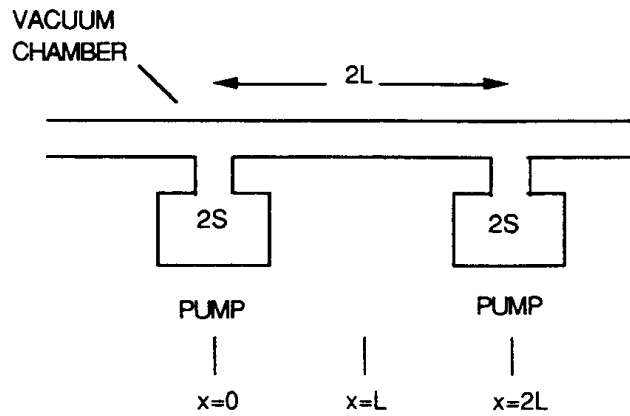 VACUUM
CHAMBER
2L
2S
2S
PUMP
PUMP
x=0
x=L
x=2L